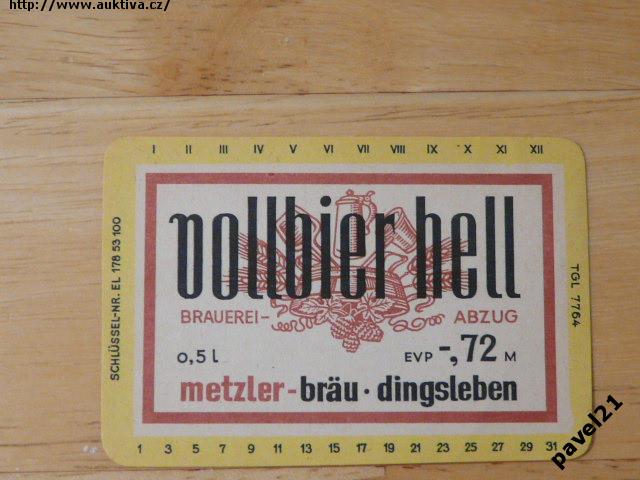 http://www.auktiva.cz/
I II III IV V VI VII VIII IX X XI XII
SCHLÜSSEL-NR. EL 178 53 100
vollbier hell
BRAUEREI- ABZUG
0,5 l EVP -,72 M
metzler-bräu · dingsleben
TGL 7764
1 3 5 7 9 11 13 15 17 19 21 23 25 27 29 31
pavel21